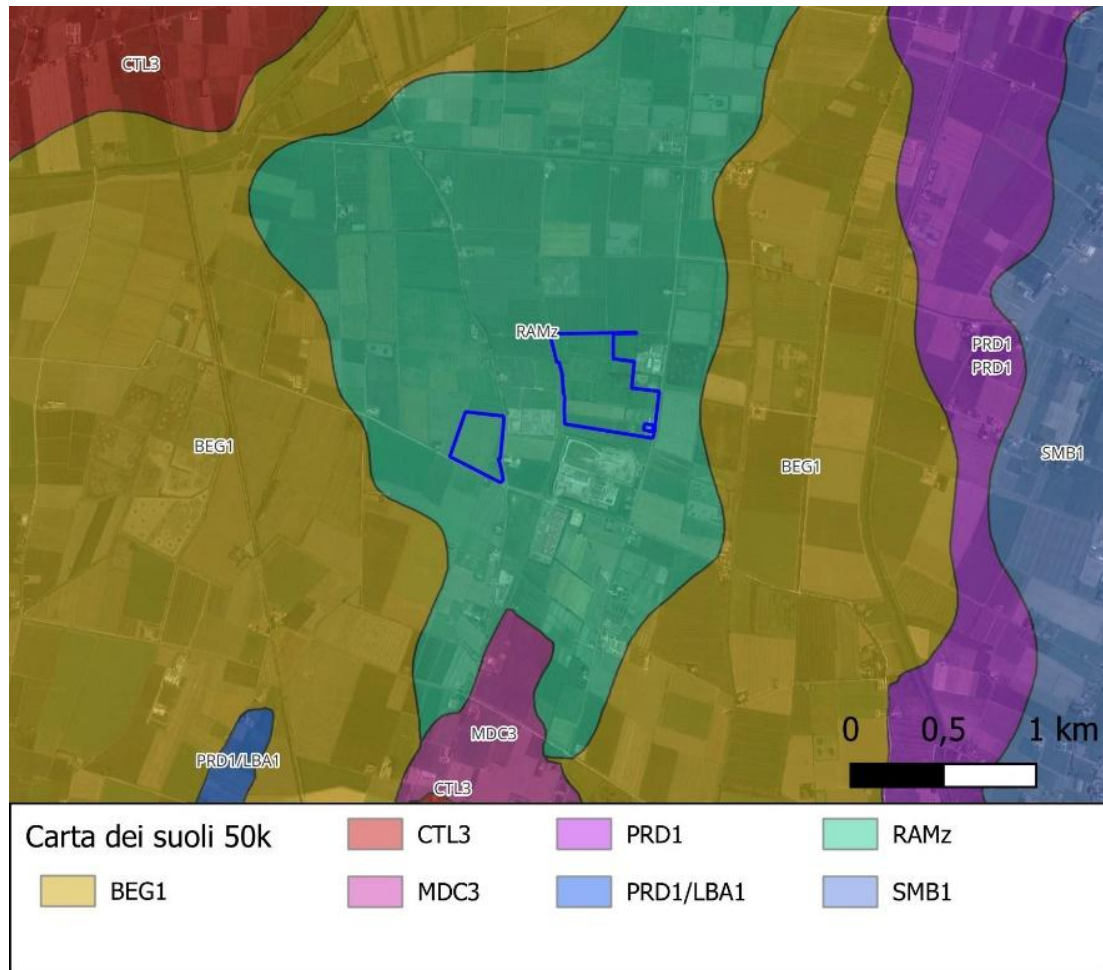 CTL3
RAMz
PRD1
PRD1
BEG1
BEG1
SMB1
MDC3
PRD1/LBA1
CTL3
0 0,5 1 km
Carta dei suoli 50k
CTL3
PRD1
RAMz
BEG1
MDC3
PRD1/LBA1
SMB1